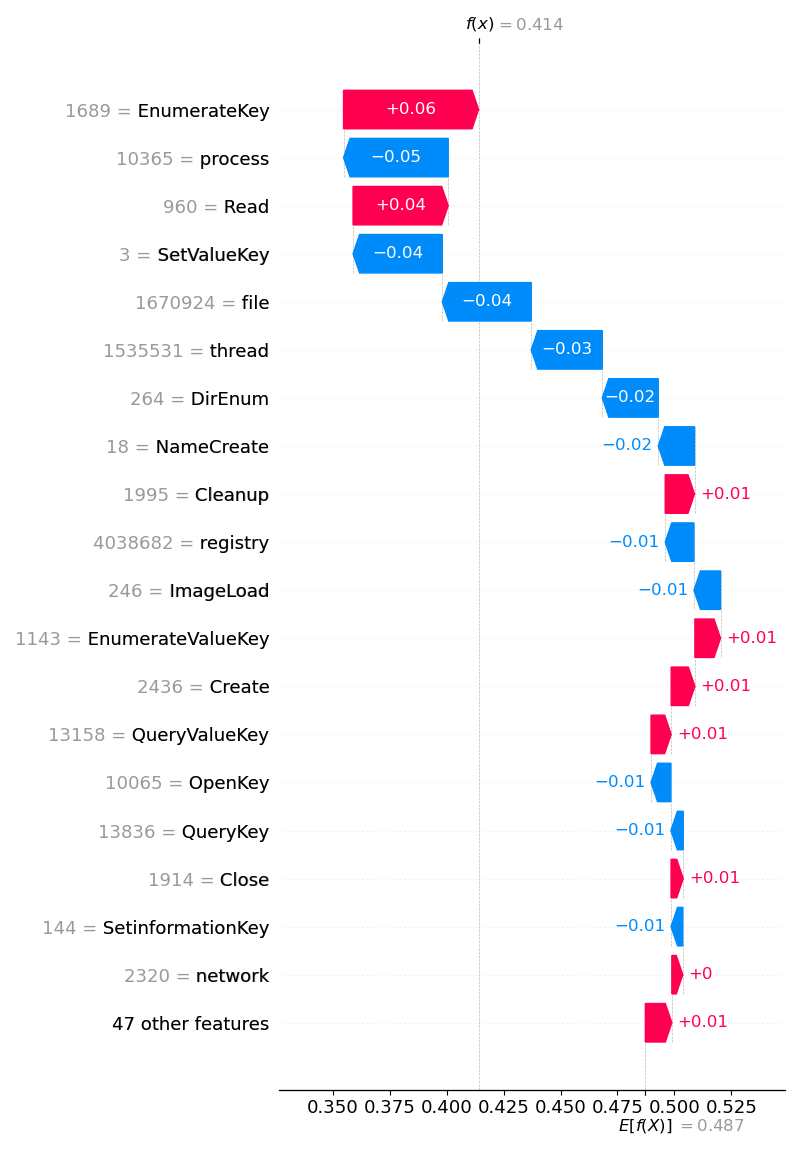 f(x) = 0.414
1689 = EnumerateKey +0.06
10365 = process −0.05
960 = Read +0.04
3 = SetValueKey −0.04
1670924 = file −0.04
1535531 = thread −0.03
264 = DirEnum −0.02
18 = NameCreate −0.02
1995 = Cleanup +0.01
4038682 = registry −0.01
246 = ImageLoad −0.01
1143 = EnumerateValueKey +0.01
2436 = Create +0.01
13158 = QueryValueKey +0.01
10065 = OpenKey −0.01
13836 = QueryKey −0.01
1914 = Close +0.01
144 = SetinformationKey −0.01
2320 = network +0
47 other features +0.01
0.350 0.375 0.400 0.425 0.450 0.475 0.500 0.525
E[f(X)] = 0.487